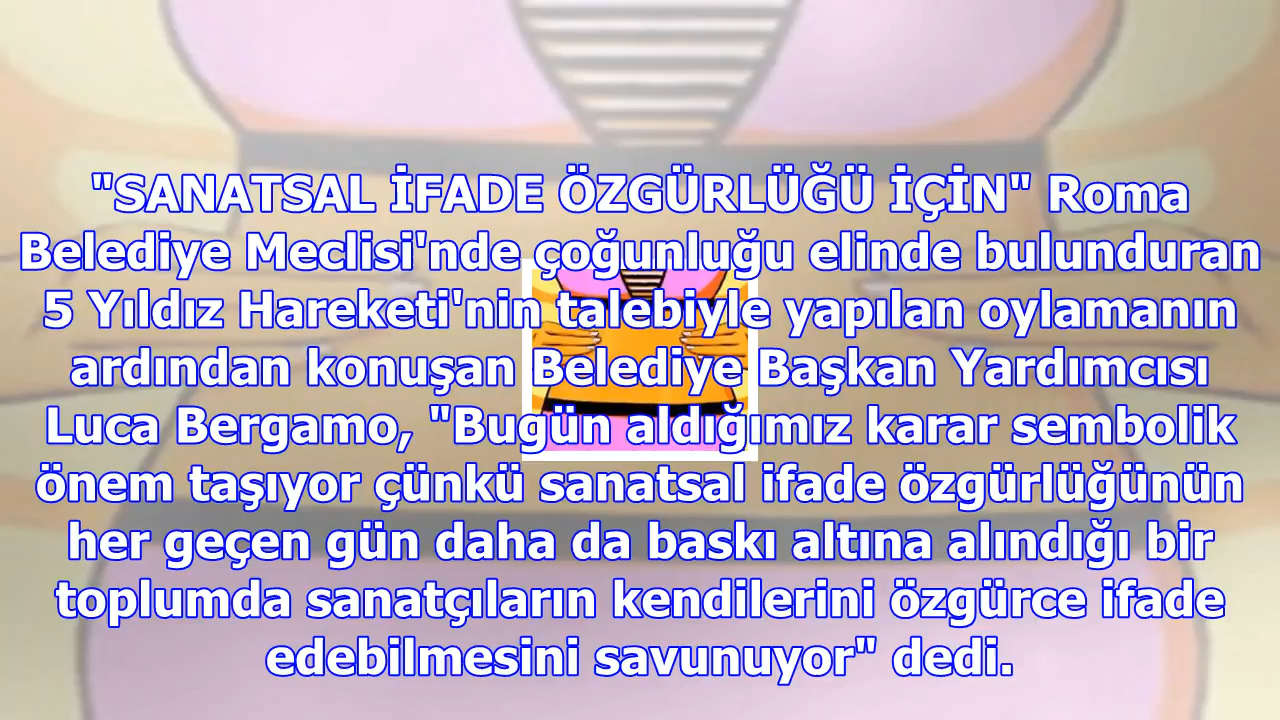 "SANATSAL İFADE ÖZGÜRLÜĞÜ İÇİN" Roma
Belediye Meclisi'nde çoğunluğu elinde bulunduran
5 Yıldız Hareketi'nin talebiyle yapılan oylamanın
ardından konuşan Belediye Başkan Yardımcısı
Luca Bergamo, "Bugün aldığımız karar sembolik
önem taşıyor çünkü sanatsal ifade özgürlüğünün
her geçen gün daha da baskı altına alındığı bir
toplumda sanatçıların kendilerini özgürce ifade
edebilmesini savunuyor" dedi.